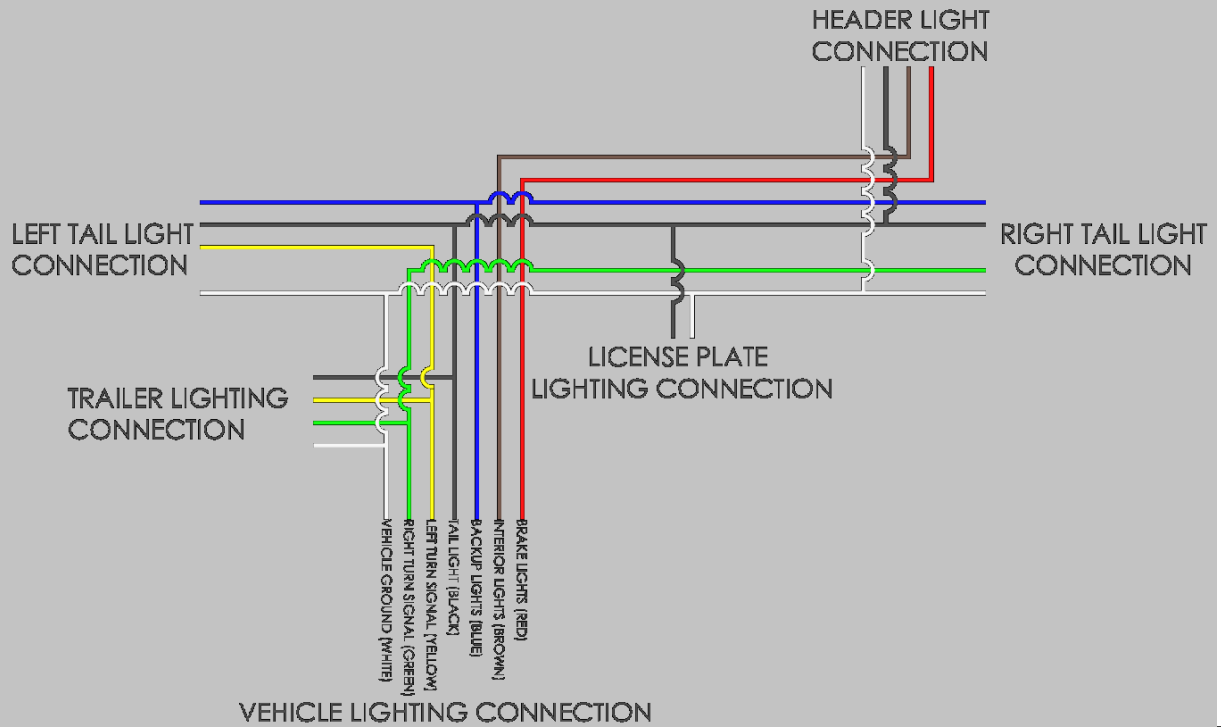 HEADER LIGHT
CONNECTION
LEFT TAIL LIGHT
CONNECTION
RIGHT TAIL LIGHT
CONNECTION
LICENSE PLATE
LIGHTING CONNECTION
TRAILER LIGHTING
CONNECTION
VEHICLE GROUND (WHITE)
RIGHT TURN SIGNAL (GREEN)
LEFT TURN SIGNAL (YELLOW)
TAIL LIGHT (BLACK)
BACKUP LIGHTS (BLUE)
INTERIOR LIGHTS (BROWN)
BRAKE LIGHTS (RED)
VEHICLE LIGHTING CONNECTION